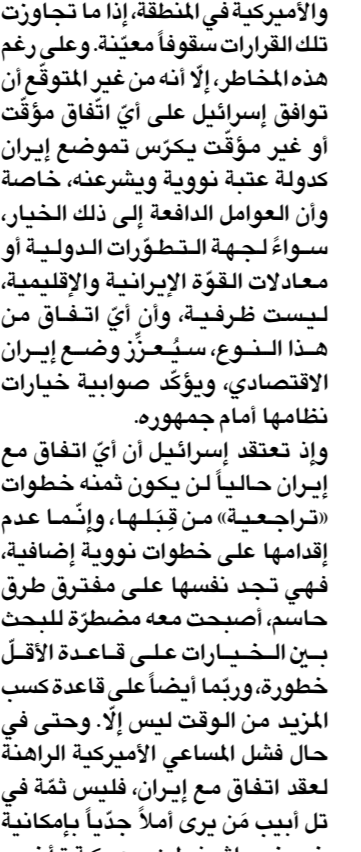 والأميركية في المنطقة، إذا ما تجاوزت
تلك القرارات سقوفاً معيّنة. وعلى رغم
هذه المخاطر، إلّا أنه من غير المتوقّع أن
توافق إسرائيل على أيّ اتّفاق مؤقّت
أو غير مؤقّت يكرّس تموضع إيران
كدولة عتبة نووية ويشرعنه، خاصة
وأن العوامل الدافعة إلى ذلك الخيار،
سواءً لجهة التطوّرات الدولية أو
معادلات القوّة الإيرانية والإقليمية،
ليست ظرفية، وأن أيّ اتفاق من
هذا النوع، سيُعزّز وضع إيران
الاقتصادي، ويؤكّد صوابية خيارات
نظامها أمام جمهوره.
وإذ تعتقد إسرائيل أن أيّ اتفاق مع
إيران حالياً لن يكون ثمنه خطوات
«تراجعية» من قِبَلها، وإنّما عدم
إقدامها على خطوات نووية إضافية،
فهي تجد نفسها على مفترق طرق
حاسم، أصبحت معه مضطرّة للبحث
بين الخيارات على قاعدة الأقلّ
خطورة، وربّما أيضاً على قاعدة كسب
المزيد من الوقت ليس إلّا. وحتى في
حال فشل المساعي الأميركية الراهنة
لعقد اتفاق مع إيران، فليس ثمّة في
تل أبيب مَن يرى أملاً جدّياً بإمكانية